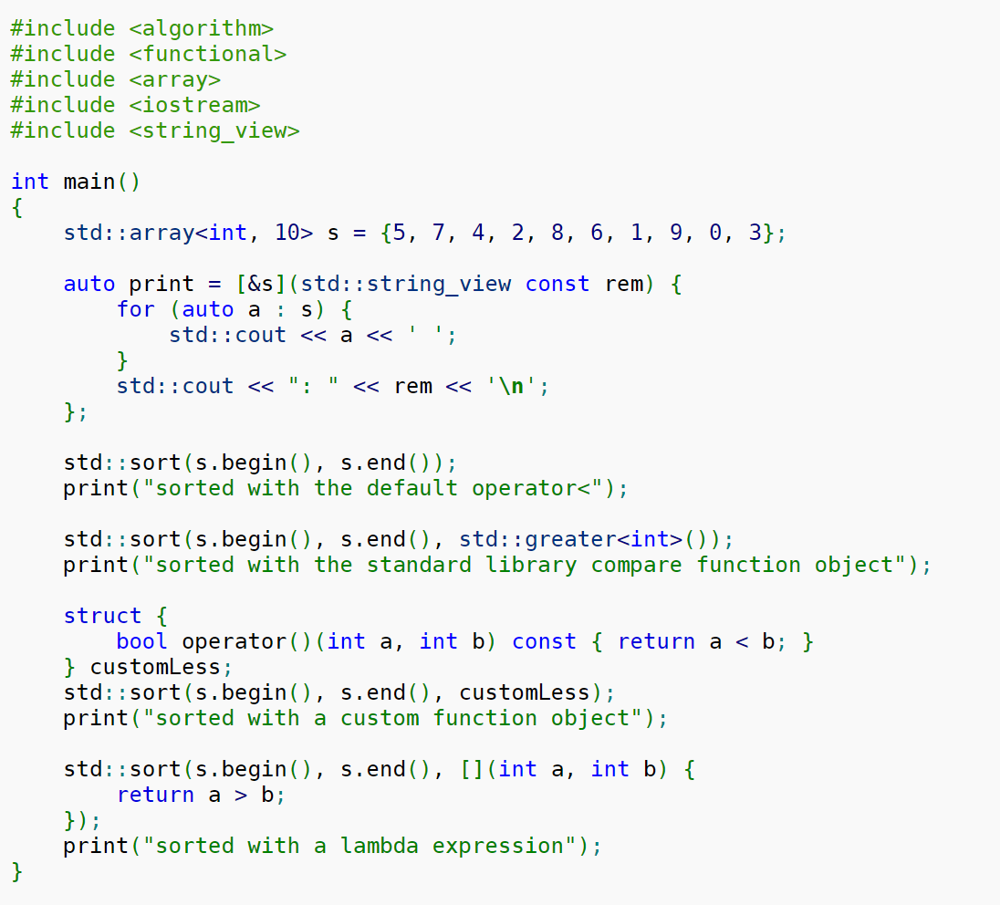 #include <algorithm>
#include <functional>
#include <array>
#include <iostream>
#include <string_view>

int main()
{
    std::array<int, 10> s = {5, 7, 4, 2, 8, 6, 1, 9, 0, 3};

    auto print = [&s](std::string_view const rem) {
        for (auto a : s) {
            std::cout << a << ' ';
        }
        std::cout << ": " << rem << '\n';
    };

    std::sort(s.begin(), s.end());
    print("sorted with the default operator<");

    std::sort(s.begin(), s.end(), std::greater<int>());
    print("sorted with the standard library compare function object");

    struct {
        bool operator()(int a, int b) const { return a < b; }
    } customLess;
    std::sort(s.begin(), s.end(), customLess);
    print("sorted with a custom function object");

    std::sort(s.begin(), s.end(), [](int a, int b) {
        return a > b;
    });
    print("sorted with a lambda expression");
}